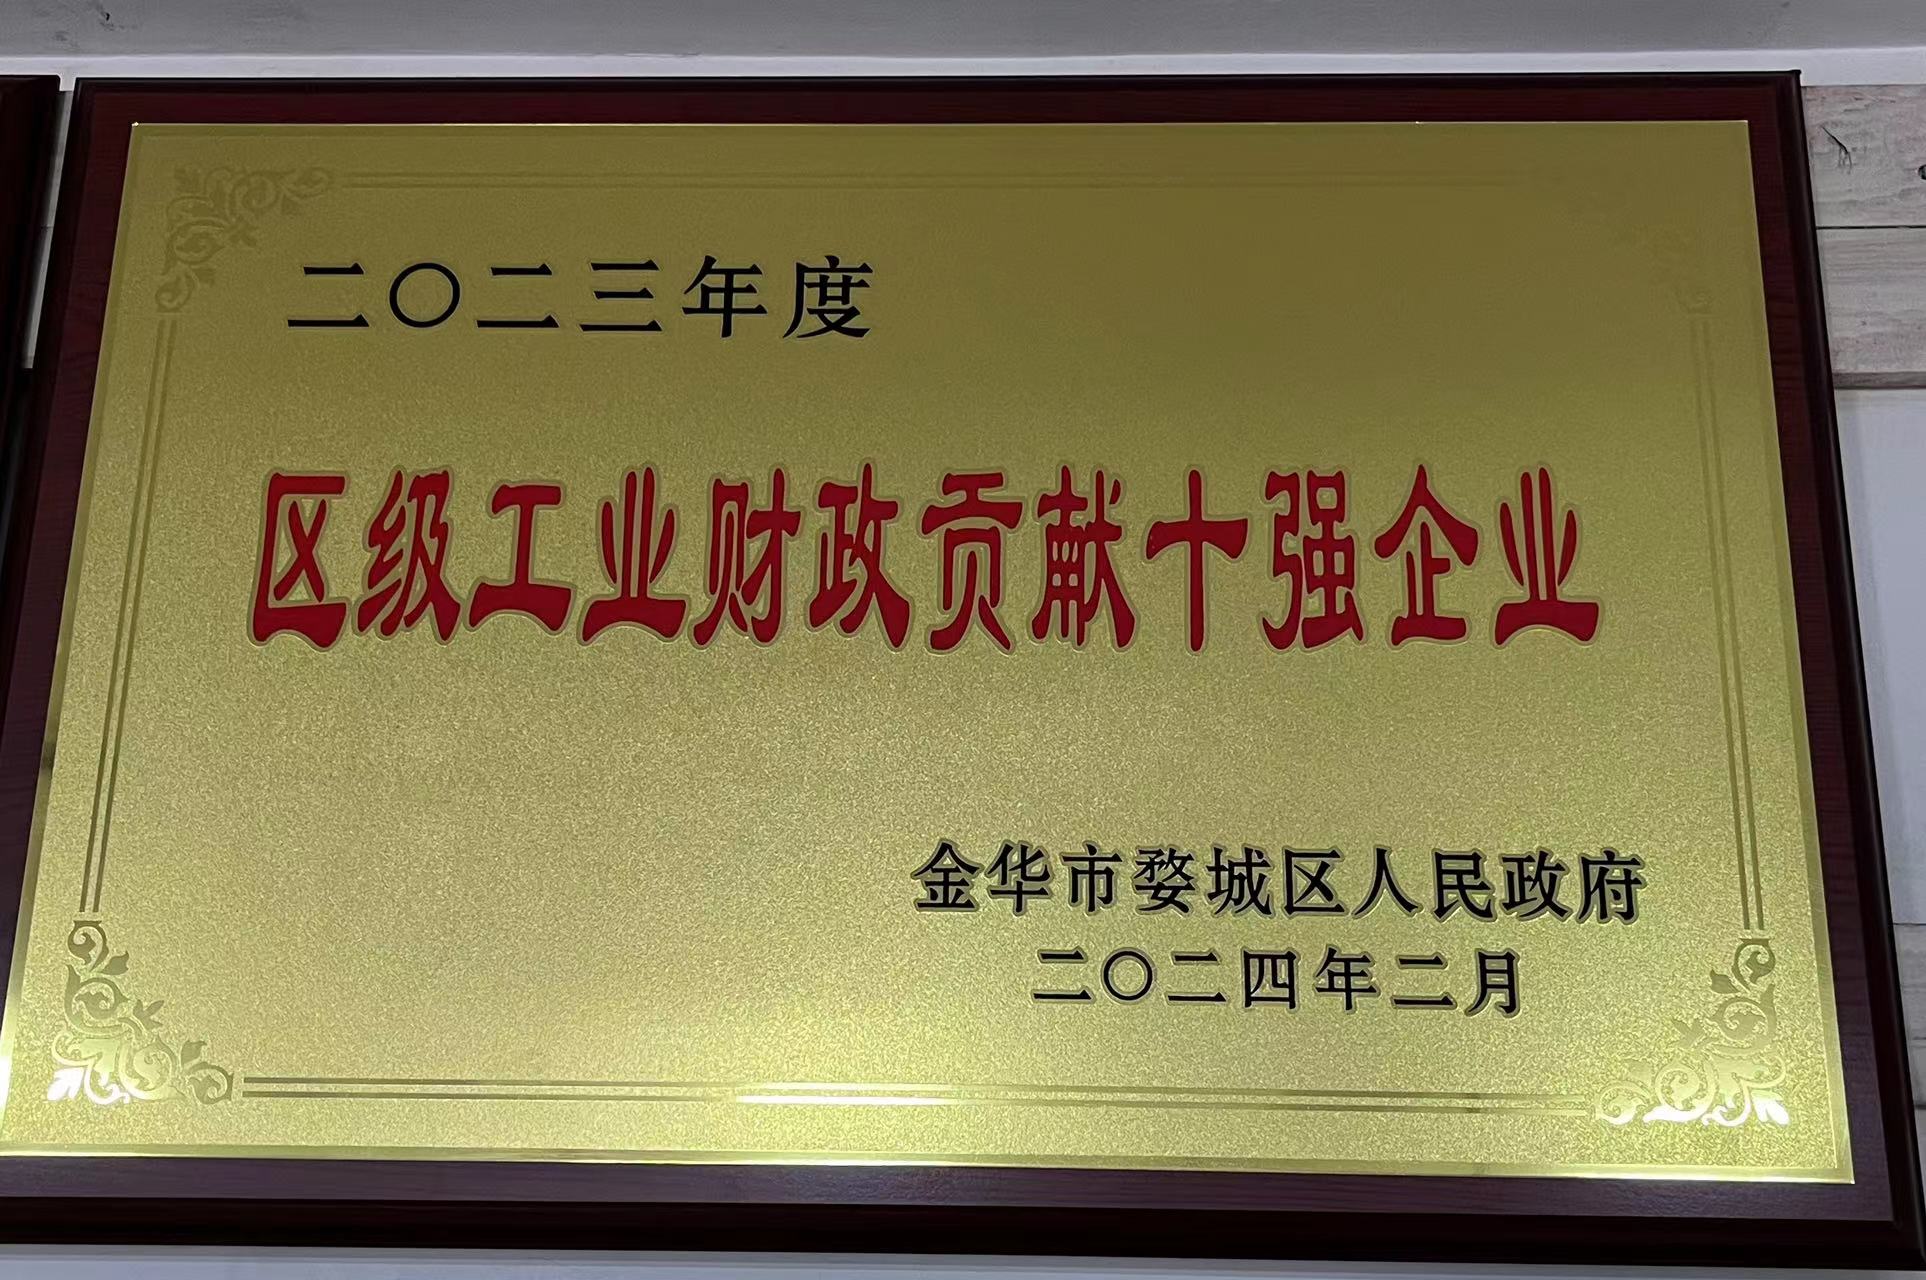 二〇二三年度
区级工业财政贡献十强企业
金华市婺城区人民政府
二〇二四年二月